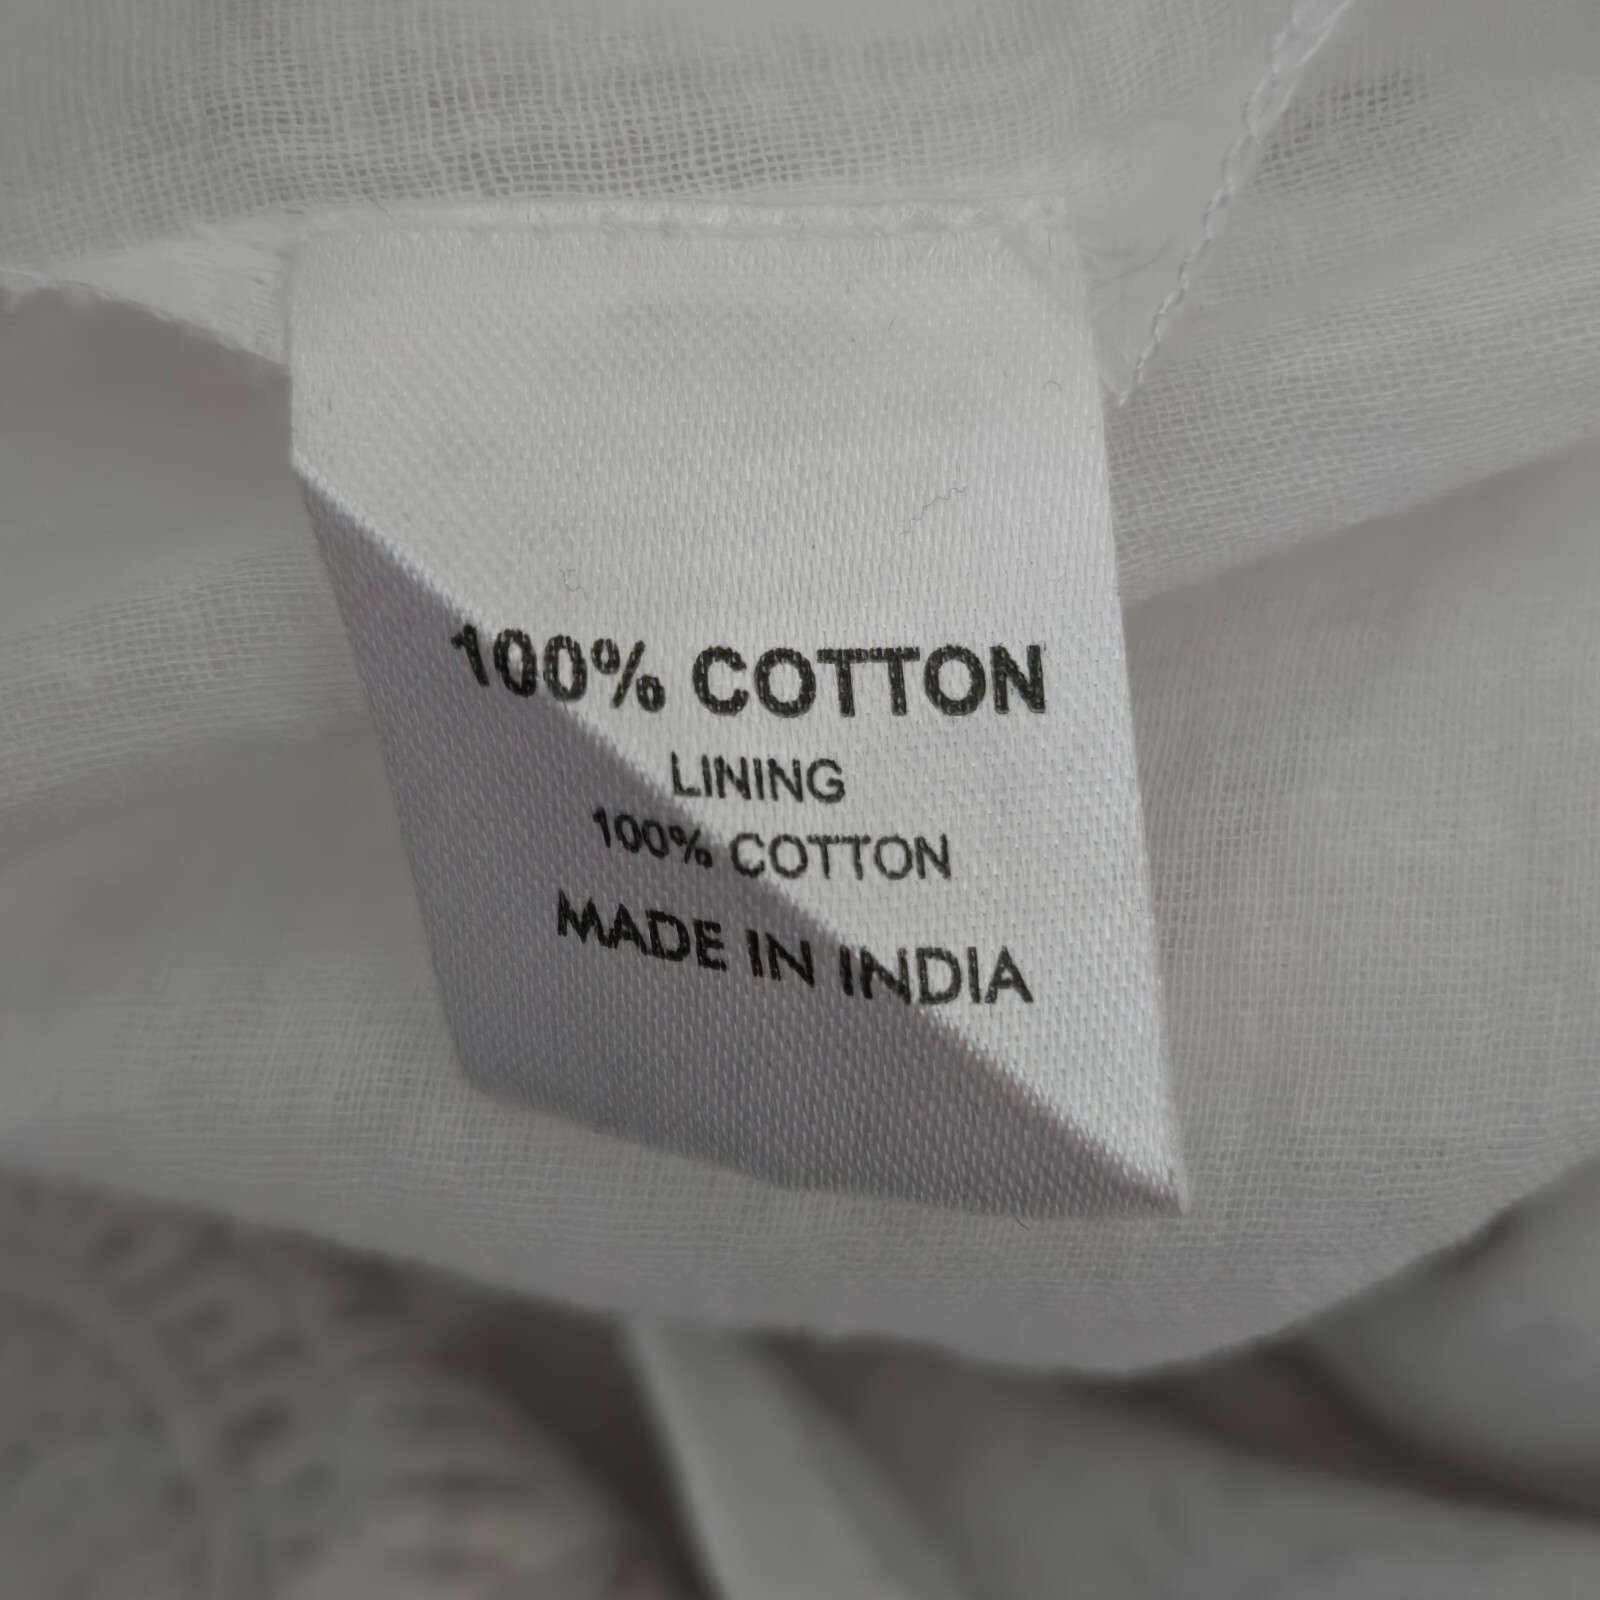 100% COTTON
LINING
100% COTTON
MADE IN INDIA